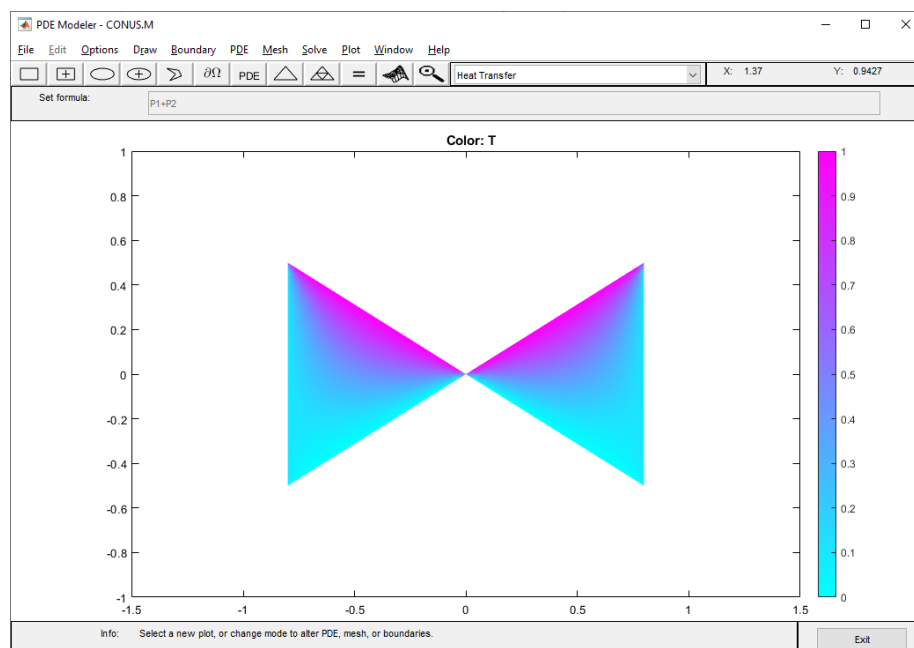 PDE Modeler - CONUS.M
File Edit Options Draw Boundary PDE Mesh Solve Plot Window Help
∂Ω PDE = Heat Transfer X: 1.37 Y: 0.9427
Set formula: P1+P2
Color: T
1
0.8
0.6
0.4
0.2
0
-0.2
-0.4
-0.6
-0.8
-1
-1.5 -1 -0.5 0 0.5 1 1.5
1
0.9
0.8
0.7
0.6
0.5
0.4
0.3
0.2
0.1
0
Info: Select a new plot, or change mode to alter PDE, mesh, or boundaries.
Exit